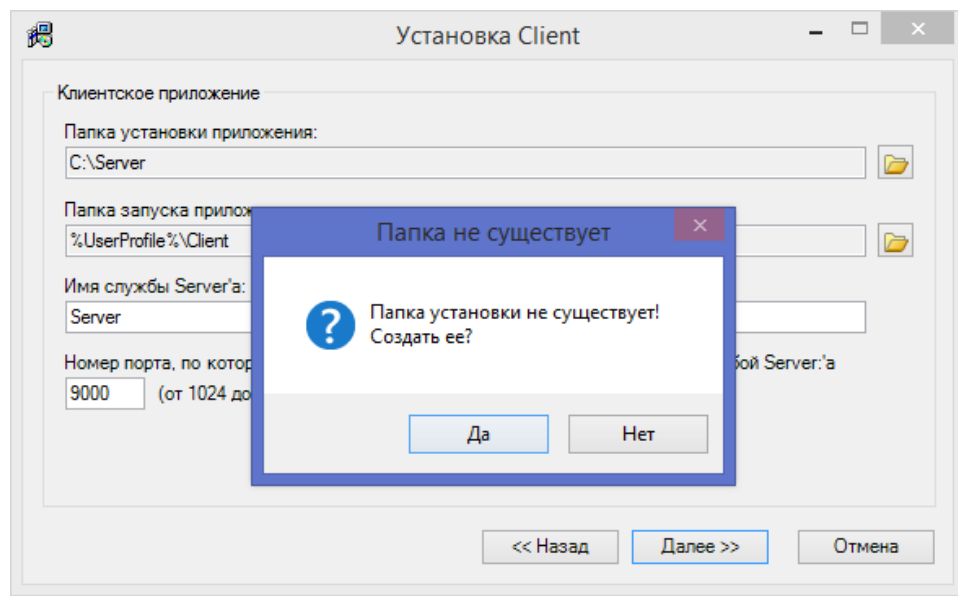 Установка Client
Клиентское приложение
Папка установки приложения:
C:\Server
Папка запуска прилож
%UserProfile%\Client
Имя службы Server'a:
Server
Номер порта, по котор
бой Server:'a
9000 (от 1024 до
Папка не существует
Папка установки не существует!
Создать ее?
Да Нет
<< Назад Далее >> Отмена